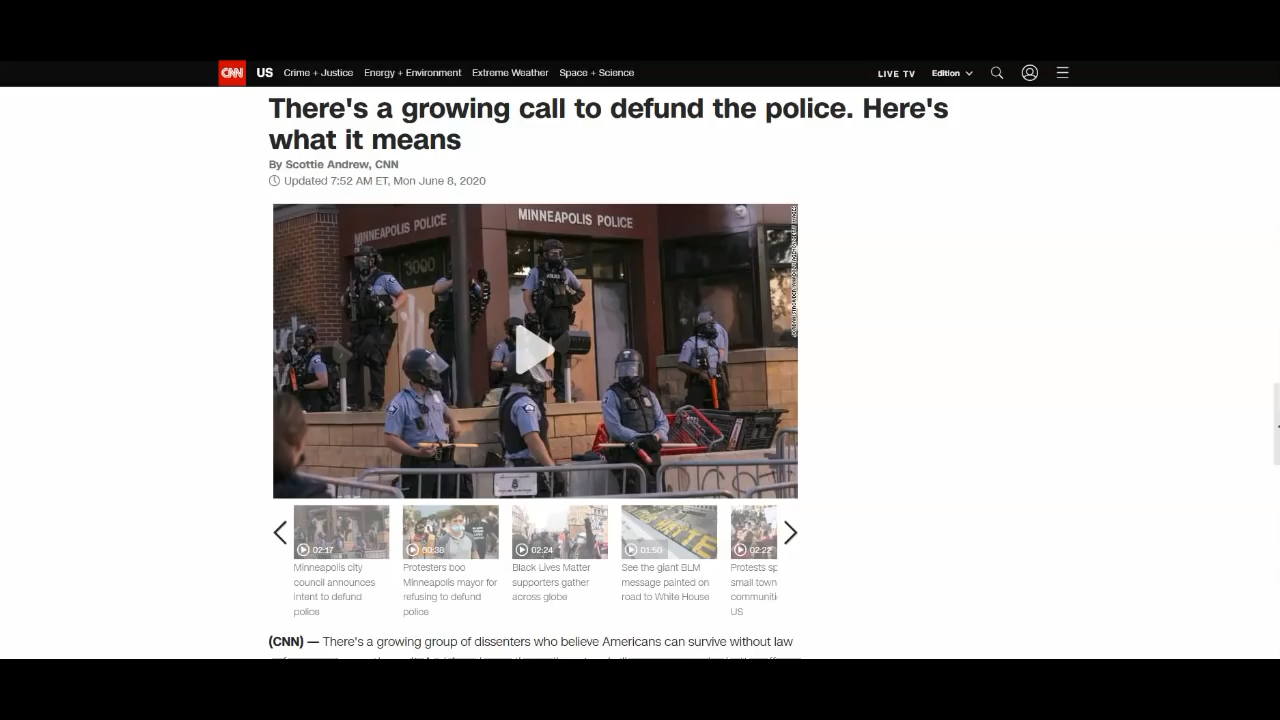 CNN US Crime + Justice Energy + Environment Extreme Weather Space + Science LIVE TV Edition
There's a growing call to defund the police. Here's
what it means
By Scottie Andrew, CNN
Updated 7:52 AM ET, Mon June 8, 2020
MINNEAPOLIS POLICE
MINNEAPOLIS POLICE
3000
02:17
00:38
02:24
01:50
02:22
Minneapolis city
council announces
intent to defund
police
Protesters boo
Minneapolis mayor for
refusing to defund
police
Black Lives Matter
supporters gather
across globe
See the giant BLM
message painted on
road to White House
Protests sp
small town
communiti
US
(CNN) — There's a growing group of dissenters who believe Americans can survive without law